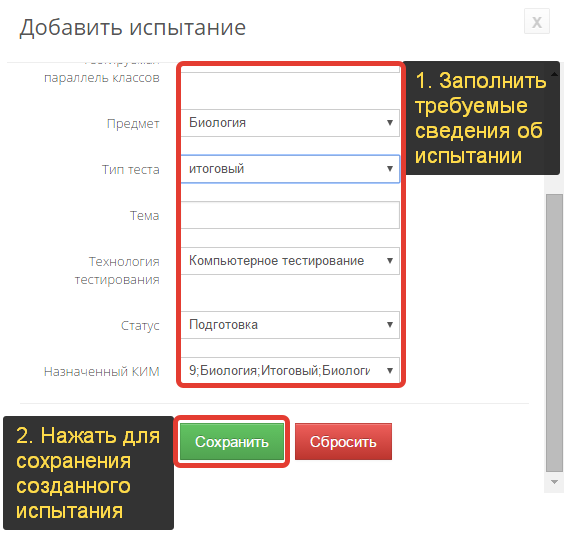 Добавить испытание
x
Тестируемая
параллель классов
1. Заполнить
требуемые
сведения об
испытании
Предмет
Биология
Тип теста
итоговый
Тема
Технология
тестирования
Компьютерное тестирование
Статус
Подготовка
Назначенный КИМ
9;Биология;Итоговый;Биологи
2. Нажать для
сохранения
созданного
испытания
Сохранить
Сбросить